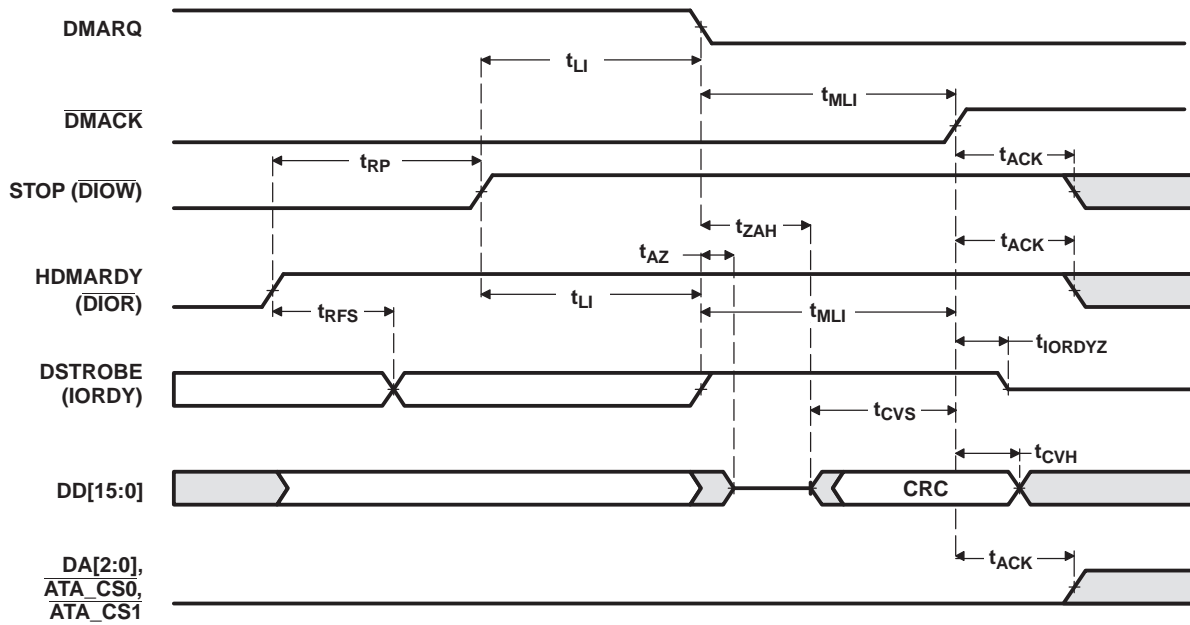 DMARQ
tLI
tMLI
DMACK
tRP
tACK
STOP (DIOW)
tZAH
tACK
tAZ
HDMARDY
(DIOR)
tLI
tMLI
tRFS
tIORDYZ
DSTROBE
(IORDY)
tCVS
tCVH
DD[15:0]
CRC
DA[2:0],
ATA_CS0,
ATA_CS1
tACK